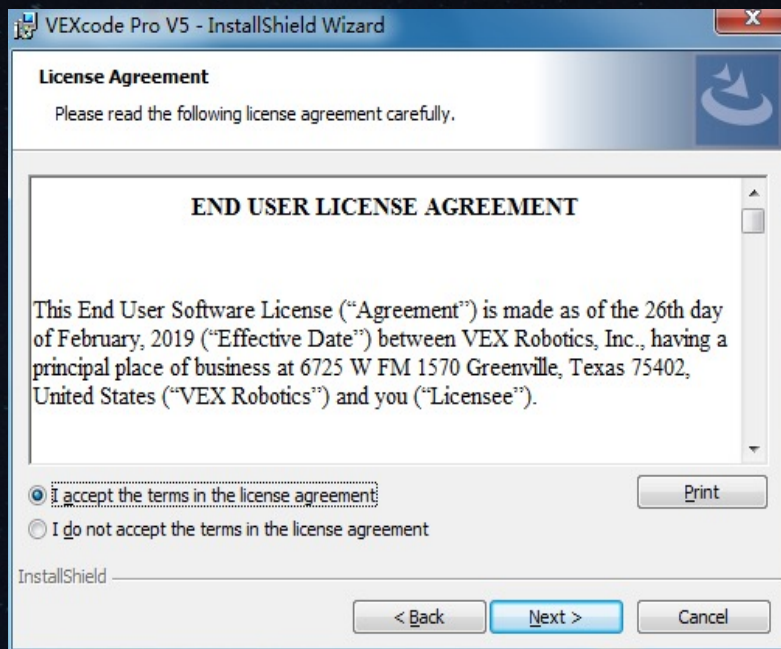 VEXcode Pro V5 - InstallShield Wizard
License Agreement
Please read the following license agreement carefully.
END USER LICENSE AGREEMENT
This End User Software License (“Agreement”) is made as of the 26th day
of February, 2019 (“Effective Date”) between VEX Robotics, Inc., having a
principal place of business at 6725 W FM 1570 Greenville, Texas 75402,
United States (“VEX Robotics”) and you (“Licensee”).
I accept the terms in the license agreement
Print
I do not accept the terms in the license agreement
InstallShield
< Back
Next >
Cancel